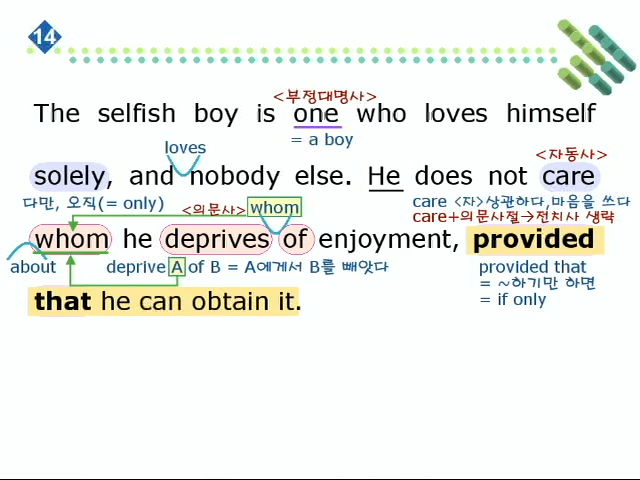 14
<부정대명사>
The selfish boy is one who loves himself
loves
= a boy
<자동사>
solely, and nobody else. He does not care
다만, 오직(= only)
<의문사>
whom
care <자>상관하다,마음을 쓰다
care+의문사절→전치사 생략
whom he deprives of enjoyment, provided
about
deprive A of B = A에게서 B를 빼앗다
provided that
= ~하기만 하면
= if only
that he can obtain it.